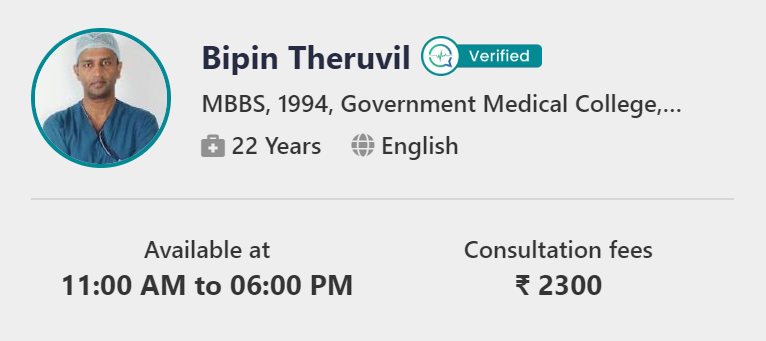 Bipin Theruvil Verified
MBBS, 1994, Government Medical College,...
22 Years English
Available at Consultation fees
11:00 AM to 06:00 PM ₹ 2300